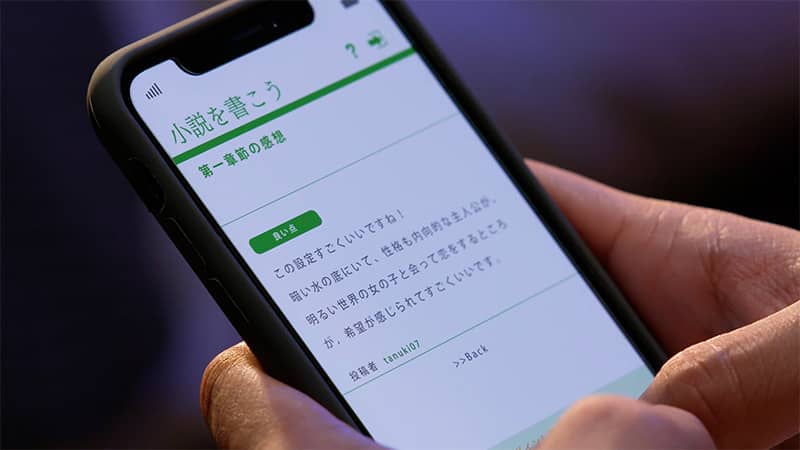 ?
小説を書こう
第一章節の感想
良い点
この設定すごくいいですね！
暗い水の底にいて、性格も内向的な主人公が、
明るい世界の女の子と会って恋をするところ
が、希望が感じられてすごくいいです。
投稿者 tanuki07
>>Back